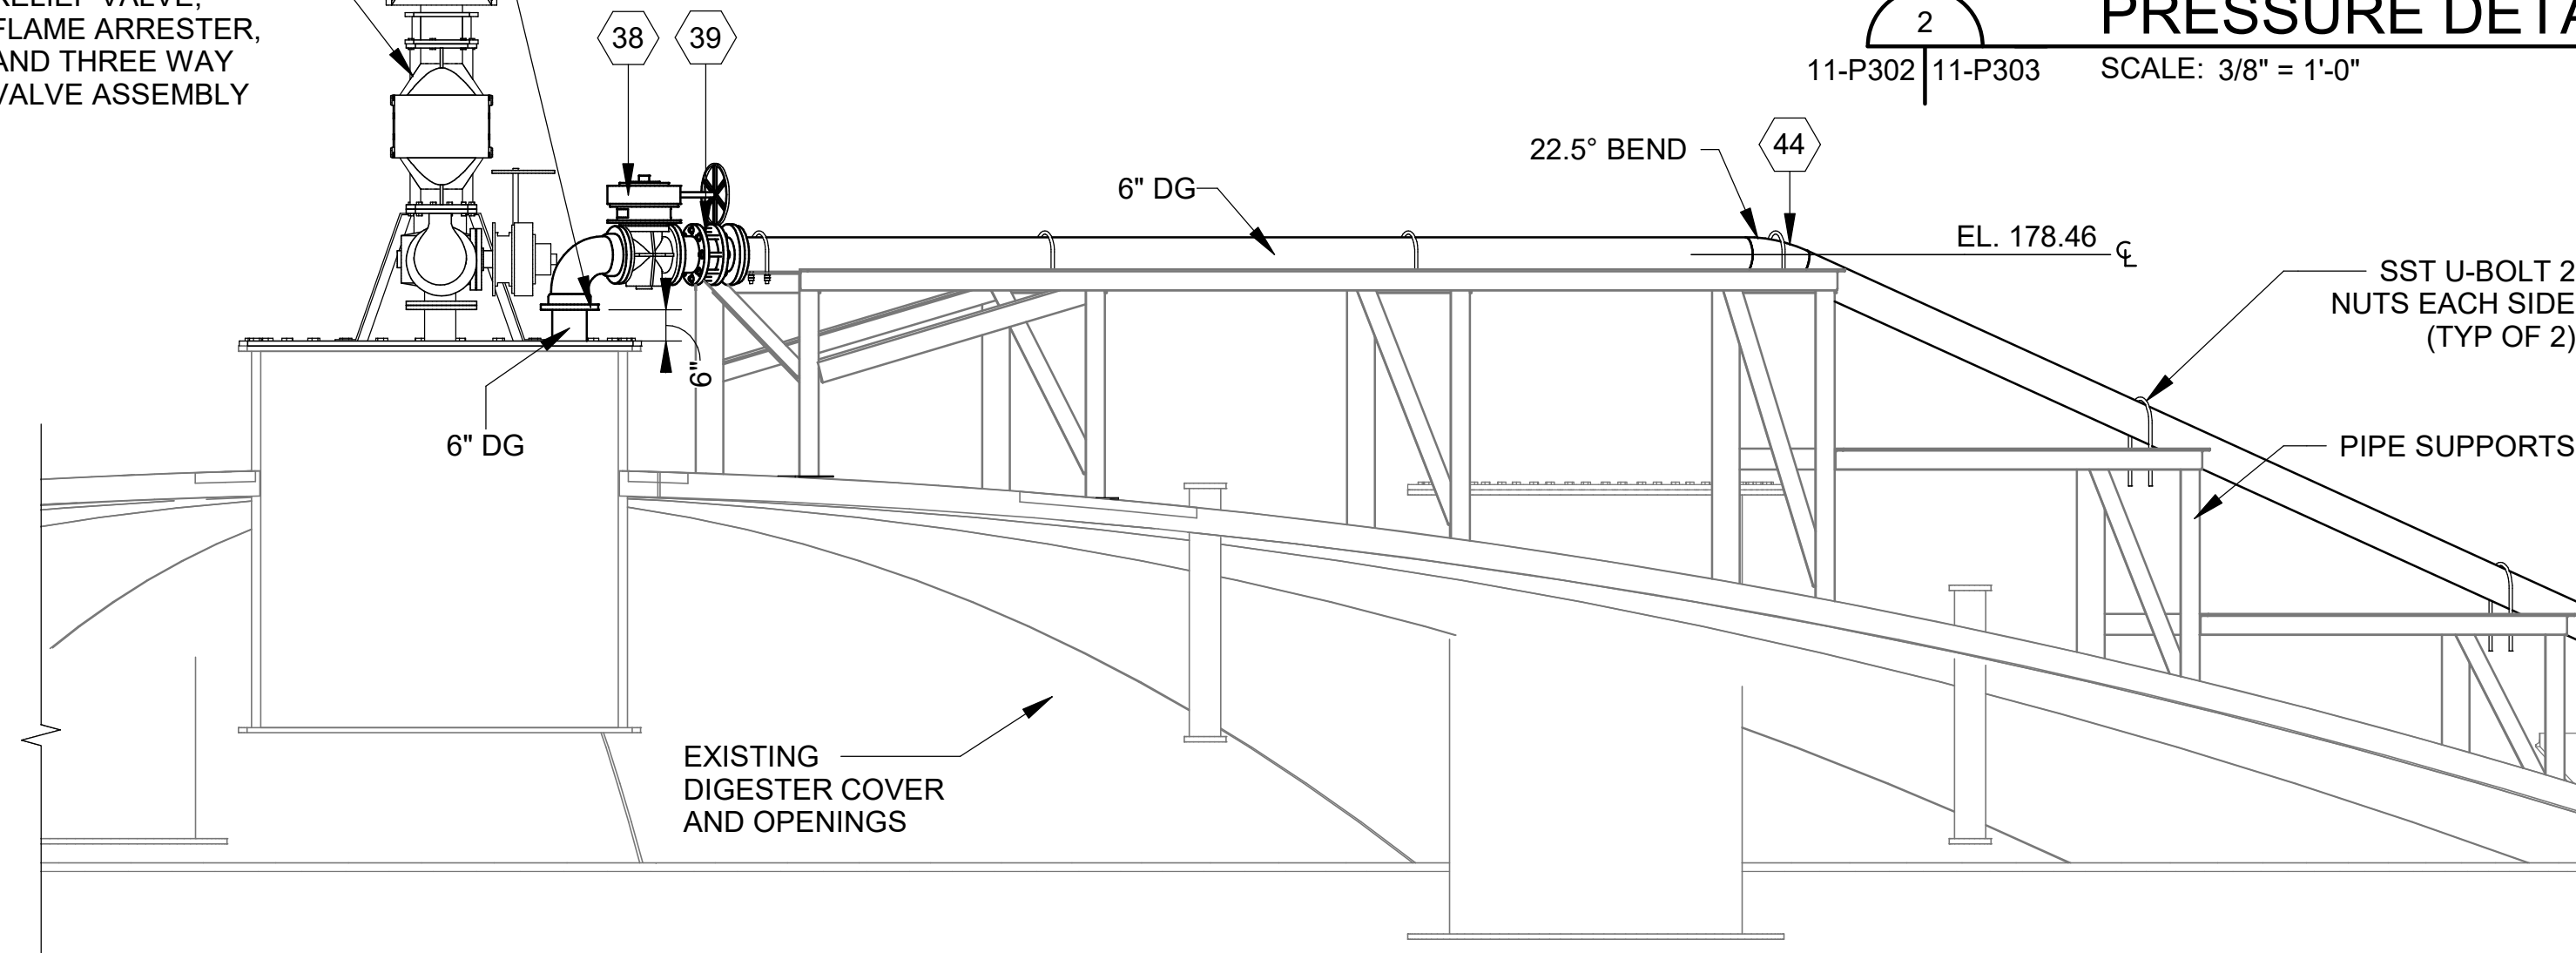 RELIEF VALVE,
FLAME ARRESTER,
AND THREE WAY
VALVE ASSEMBLY
38
39
2
11-P302
11-P303
PRESSURE DETA
SCALE: 3/8" = 1'-0"
22.5° BEND
44
6" DG
EL. 178.46
SST U-BOLT 2
NUTS EACH SIDE
(TYP OF 2)
6"
6" DG
PIPE SUPPORTS
EXISTING
DIGESTER COVER
AND OPENINGS